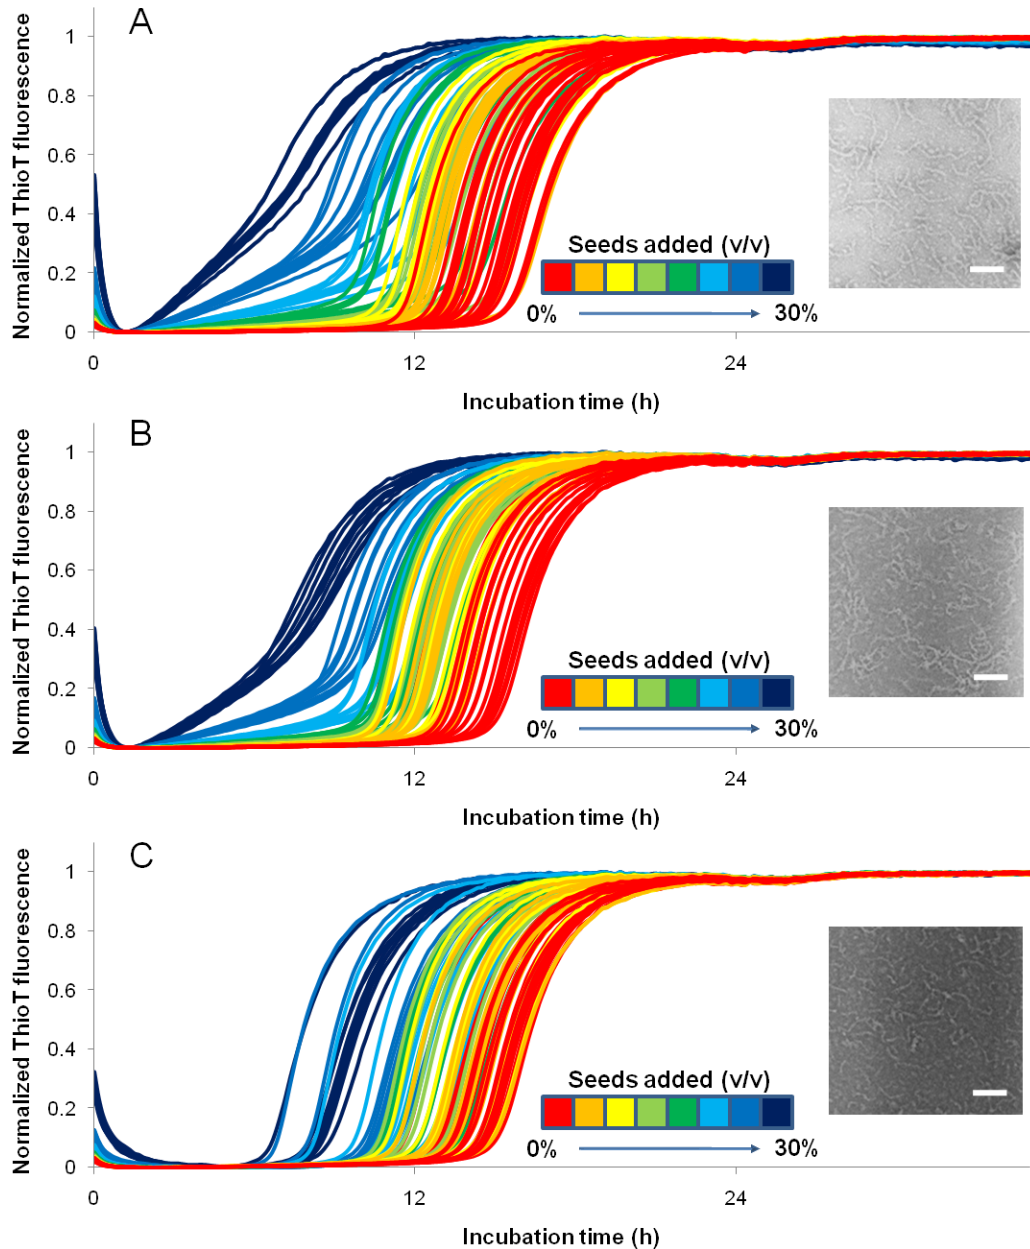 A
Normalized ThioT fluorescence
1
0.8
0.6
0.4
0.2
0
Seeds added (v/v)
0% 30%
0 12 24
Incubation time (h)
B
Normalized ThioT fluorescence
1
0.8
0.6
0.4
0.2
0
Seeds added (v/v)
0% 30%
0 12 24
Incubation time (h)
C
Normalized ThioT fluorescence
1
0.8
0.6
0.4
0.2
0
Seeds added (v/v)
0% 30%
0 12 24
Incubation time (h)